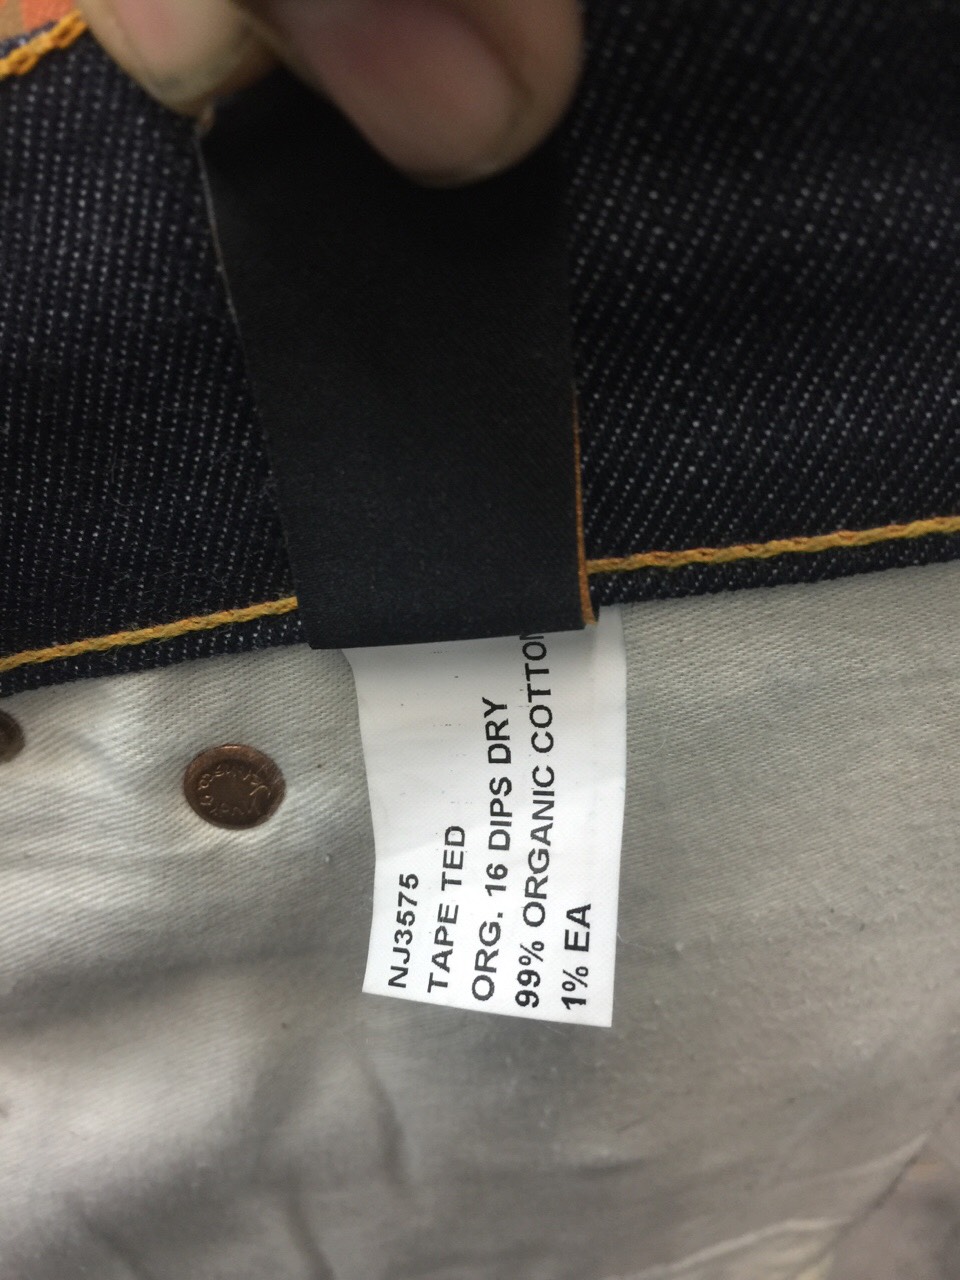 NJ3575
TAPE TED
ORG. 16 DIPS DRY
99% ORGANIC COTTON
1% EA